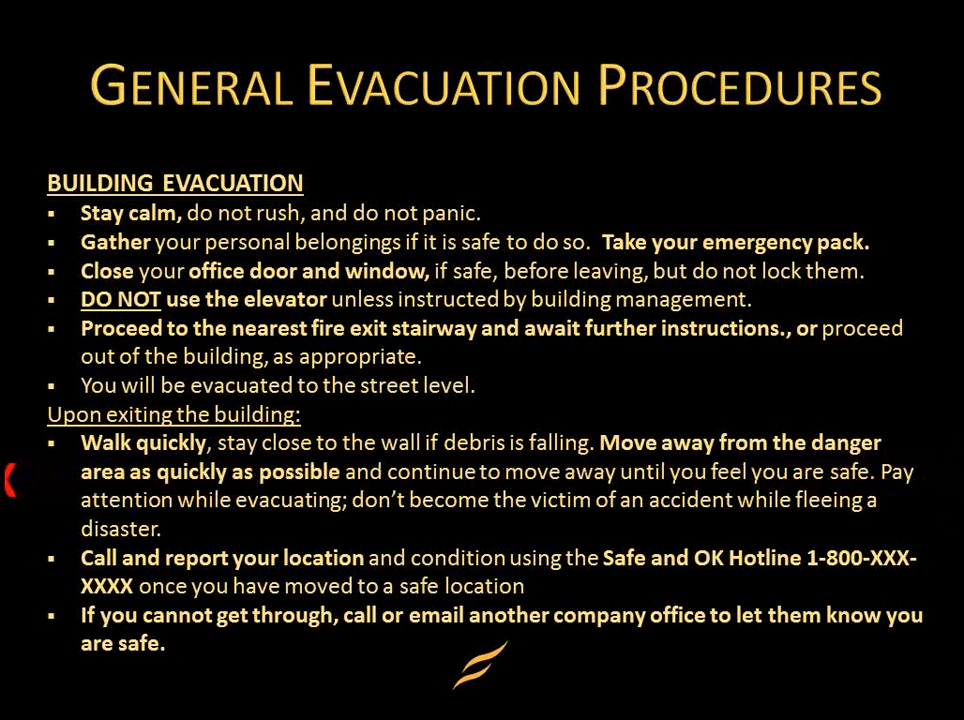 GENERAL EVACUATION PROCEDURES
BUILDING EVACUATION
▪ Stay calm, do not rush, and do not panic.
▪ Gather your personal belongings if it is safe to do so. Take your emergency pack.
▪ Close your office door and window, if safe, before leaving, but do not lock them.
▪ DO NOT use the elevator unless instructed by building management.
▪ Proceed to the nearest fire exit stairway and await further instructions., or proceed
out of the building, as appropriate.
▪ You will be evacuated to the street level.
Upon exiting the building:
▪ Walk quickly, stay close to the wall if debris is falling. Move away from the danger
area as quickly as possible and continue to move away until you feel you are safe. Pay
attention while evacuating; don’t become the victim of an accident while fleeing a
disaster.
▪ Call and report your location and condition using the Safe and OK Hotline 1-800-XXX-
XXXX once you have moved to a safe location
▪ If you cannot get through, call or email another company office to let them know you
are safe.